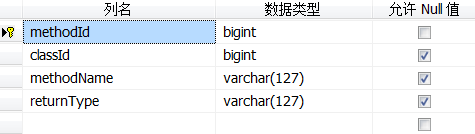 列名 数据类型 允许 Null 值
methodId bigint
classId bigint
methodName varchar(127)
returnType varchar(127)